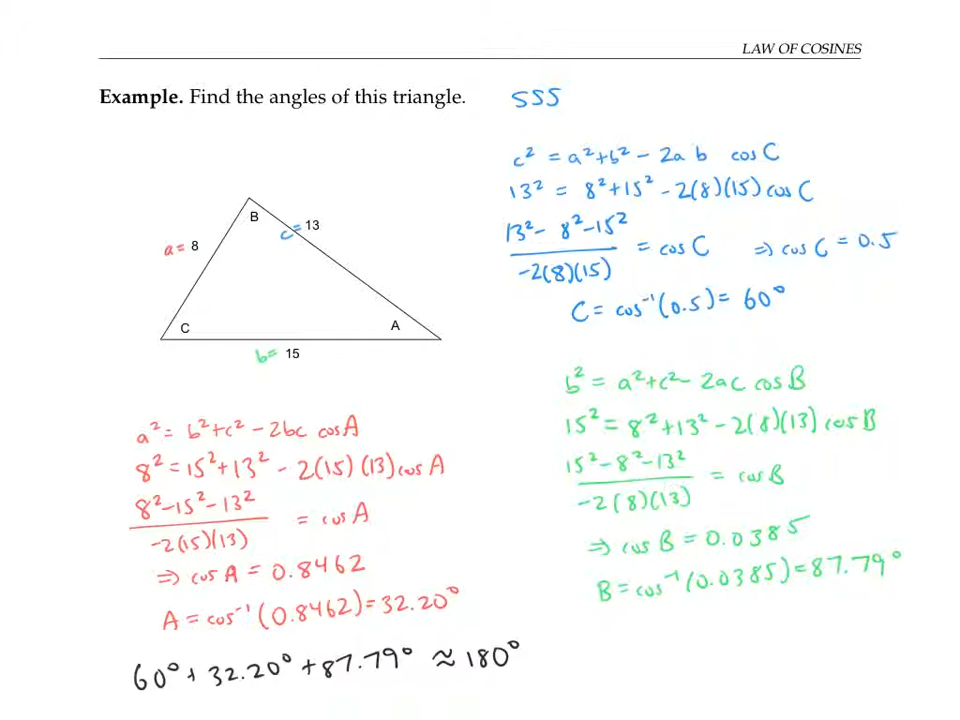 LAW OF COSINES
Example. Find the angles of this triangle.
SSS
B
c= 13
a= 8
C
A
b= 15
c² = a²+b² - 2ab cos C
13² = 8²+15² - 2(8)(15) cos C
13² - 8² - 15² / -2(8)(15) = cos C ⇒ cos C = 0.5
C = cos⁻¹(0.5) = 60°
a² = b²+c² - 2bc cos A
8² = 15²+13² - 2(15)(13) cos A
8² - 15² - 13² / -2(15)(13) = cos A
⇒ cos A = 0.8462
A = cos⁻¹(0.8462) = 32.20°
b² = a²+c² - 2ac cos B
15² = 8²+13² - 2(8)(13) cos B
15² - 8² - 13² / -2(8)(13) = cos B
⇒ cos B = 0.0385
B = cos⁻¹(0.0385) = 87.79°
60° + 32.20° + 87.79° ≈ 180°